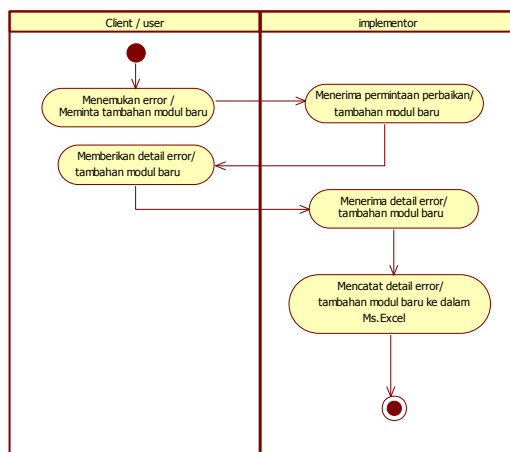 Client / user
implementor
Menemukan error /
Meminta tambahan modul baru
Menerima permintaan perbaikan/
tambahan modul baru
Memberikan detail error/
tambahan modul baru
Menerima detail error/
tambahan modul baru
Mencatat detail error/
tambahan modul baru ke dalam
Ms.Excel